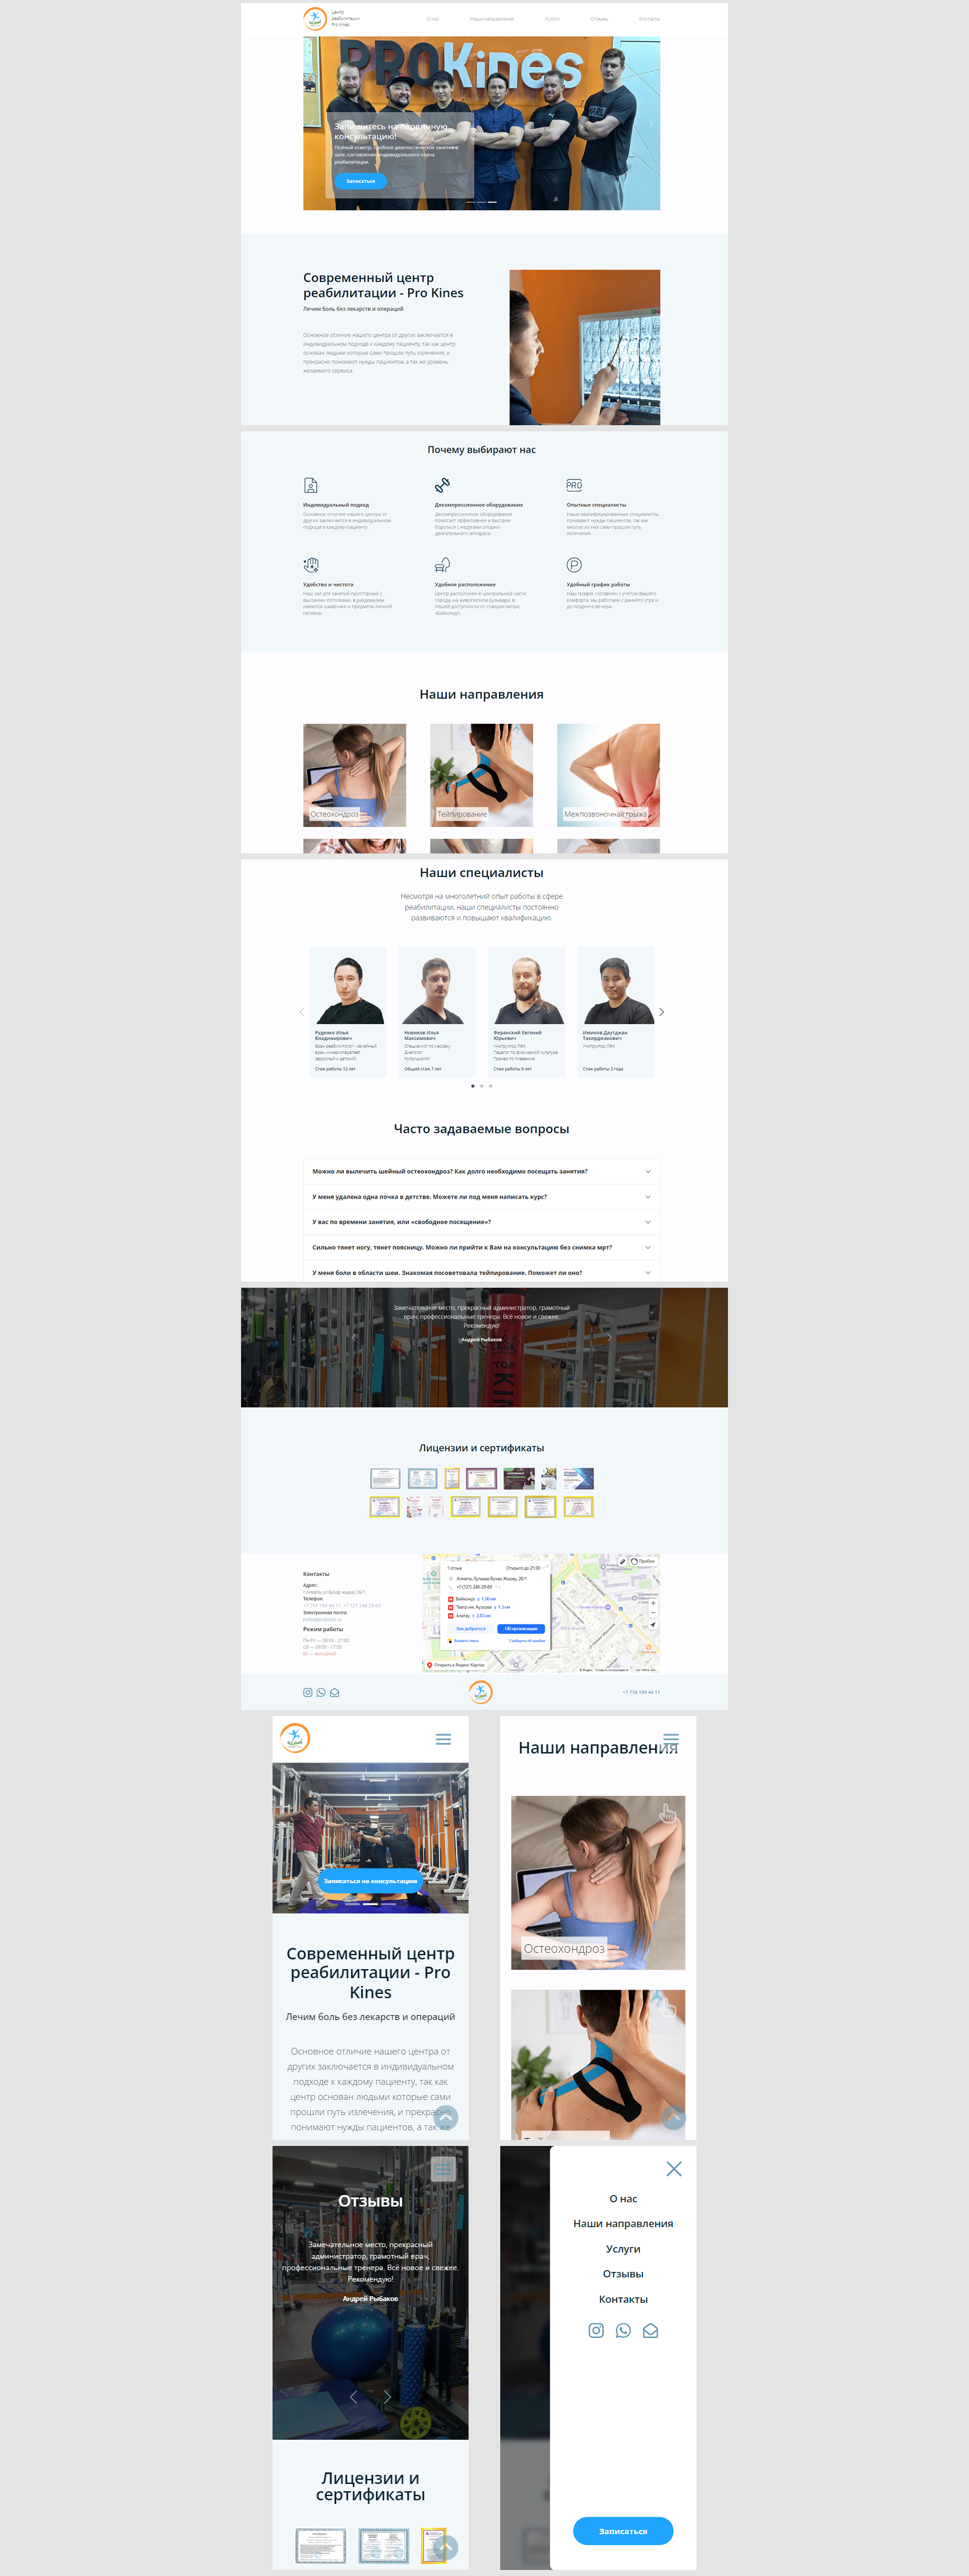 Центр
реабилитации
Pro Kines
О нас
Наши направления
Услуги
Отзывы
Контакты
PROKines
Запишитесь на первичную
консультацию!
Полный осмотр, пробное диагностическое занятие в
зале, составление индивидуального плана
реабилитации.
Записаться
Современный центр
реабилитации - Pro Kines
Лечим боль без лекарств и операций
Основное отличие нашего центра от других заключается в
индивидуальном подходе к каждому пациенту, так как центр
основан людьми которые сами прошли путь излечения, и
прекрасно понимают нужды пациентов, а так же уровень
желаемого сервиса.
Почему выбирают нас
Индивидуальный подход
Основное отличие нашего центра от
других заключается в индивидуальном
подходе к каждому пациенту.
Декомпрессионное оборудование
Декомпрессионное оборудование
помогает эффективнее и быстрее
бороться с недугами опорно-
двигательного аппарата.
PRO
Опытные специалисты
Наши квалифицированные специалисты,
понимают нужды пациентов, так как
многие из них сами прошли путь
излечения.
Удобство и чистота
Наш зал для занятий просторный с
высокими потолками, в раздевалках
имеются шкафчики и предметы личной
гигиены.
Удобное расположение
Центр расположен в центральной части
города, на живописном бульваре, в
пешей доступности от станции метро
«Байконур».
P
Удобный график работы
Наш график составлен с учетом Вашего
комфорта, мы работаем с раннего утра и
до позднего вечера.
Наши направления
Остеохондроз
Тейпирование
Межпозвоночная грыжа
Наши специалисты
Несмотря на многолетний опыт работы в сфере
реабилитации, наши специалисты постоянно
развиваются и повышают квалификацию.
Руденко Илья
Владимирович
Врач реабилитолог - семейный
врач, кинезитерапевт
(взрослый и детский)
Стаж работы 12 лет
Новиков Илья
Максимович
Специалист по массажу
Диетолог
Нутрициолог
Общий стаж 7 лет
Феранский Евгений
Юрьевич
Инструктор ЛФК
Педагог по физической культуре
Тренер по плаванию
Стаж работы 9 лет
Иминов Даутджан
Тахирджанович
Инструктор ЛФК
Стаж работы 3 года
Часто задаваемые вопросы
Можно ли вылечить шейный остеохондроз? Как долго необходимо посещать занятия?
У меня удалена одна почка в детстве. Можете ли под меня написать курс?
У вас по времени занятия, или «свободное посещение»?
Сильно тянет ногу, тянет поясницу. Можно ли прийти к Вам на консультацию без снимка мрт?
У меня боли в области шеи. Знакомая посоветовала тейпирование. Поможет ли оно?
Замечательное место, прекрасный администратор, грамотный
врач, профессиональные тренера. Всё новое и свежее.
Рекомендую!
Андрей Рыбаков
TOP
KIN
Лицензии и сертификаты
Контакты
Адрес:
г.Алматы ул.Бухар жырау 26/1
Телефон:
+7 747 199 44 11, +7 727 248 29 69
Электронная почта:
hello@prokines.kz
Режим работы
ПН-ПТ — 08:00 - 21:00
СБ — 09:00 - 17:00
ВС — выходной
1 отзыв
Открыто до 21:00
Алматы, бульвар Бухар Жырау, 26/1
+7 (727) 248-29-69
Байконур 1,06 км
Театр им. Ауэзова 1,3 км
Алатау 2,83 км
Как добраться
Об организации
Вызвать такси
Сообщить об ошибке
Пробки
Открыть в Яндекс Картах
+7 776 199 44 11
Записаться на консультацию
Современный центр
реабилитации - Pro
Kines
Лечим боль без лекарств и операций
Основное отличие нашего центра от
других заключается в индивидуальном
подходе к каждому пациенту, так как
центр основан людьми которые сами
прошли путь излечения, и прекрасно
понимают нужды пациентов, а так же
Наши направления
Остеохондроз
Отзывы
Замечательное место, прекрасный
администратор, грамотный врач,
профессиональные тренера. Всё новое и свежее.
Рекомендую!
Андрей Рыбаков
Лицензии и
сертификаты
О нас
Наши направления
Услуги
Отзывы
Контакты
Записаться